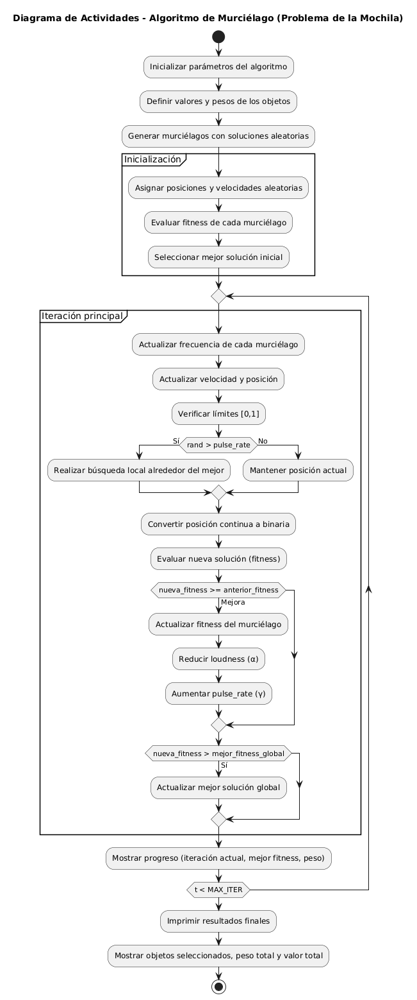 Diagrama de Actividades - Algoritmo de Murciélago (Problema de la Mochila)
Inicializar parámetros del algoritmo
Definir valores y pesos de los objetos
Generar murciélagos con soluciones aleatorias
Inicialización
Asignar posiciones y velocidades aleatorias
Evaluar fitness de cada murciélago
Seleccionar mejor solución inicial
Iteración principal
Actualizar frecuencia de cada murciélago
Actualizar velocidad y posición
Verificar límites [0,1]
Sí
rand > pulse_rate
No
Realizar búsqueda local alrededor del mejor
Mantener posición actual
Convertir posición continua a binaria
Evaluar nueva solución (fitness)
nueva_fitness >= anterior_fitness
Mejora
Actualizar fitness del murciélago
Reducir loudness (α)
Aumentar pulse_rate (γ)
nueva_fitness > mejor_fitness_global
Sí
Actualizar mejor solución global
Mostrar progreso (iteración actual, mejor fitness, peso)
t < MAX_ITER
Imprimir resultados finales
Mostrar objetos seleccionados, peso total y valor total